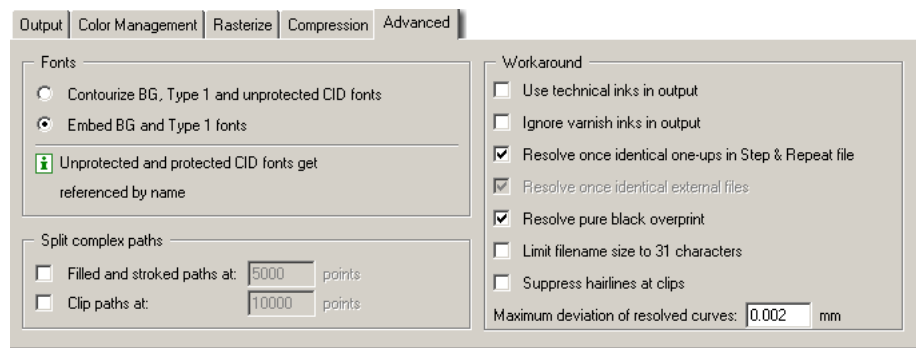 Output Color Management Rasterize Compression Advanced
Fonts
Contourize BG, Type 1 and unprotected CID fonts
Embed BG and Type 1 fonts
Unprotected and protected CID fonts get
referenced by name
Split complex paths
Filled and stroked paths at: 5000 points
Clip paths at: 10000 points
Workaround
Use technical inks in output
Ignore varnish inks in output
Resolve once identical one-ups in Step & Repeat file
Resolve once identical external files
Resolve pure black overprint
Limit filename size to 31 characters
Suppress hairlines at clips
Maximum deviation of resolved curves: 0.002 mm